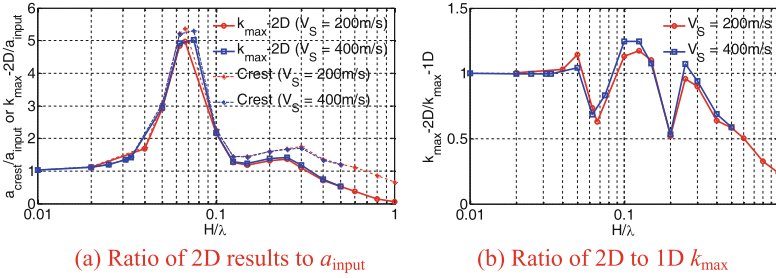 6
5
4
3
2
1
0
a_crest/a_input or k_max-2D/a_input
k_max-2D (V_S = 200m/s)
k_max-2D (V_S = 400m/s)
Crest (V_S = 200m/s)
Crest (V_S = 400m/s)
0.01
0.1
1
H/λ
(a) Ratio of 2D results to a_input
1.5
1
0.5
0
k_max-2D/k_max-1D
V_S = 200m/s
V_S = 400m/s
0.01
0.1
H/λ
(b) Ratio of 2D to 1D k_max